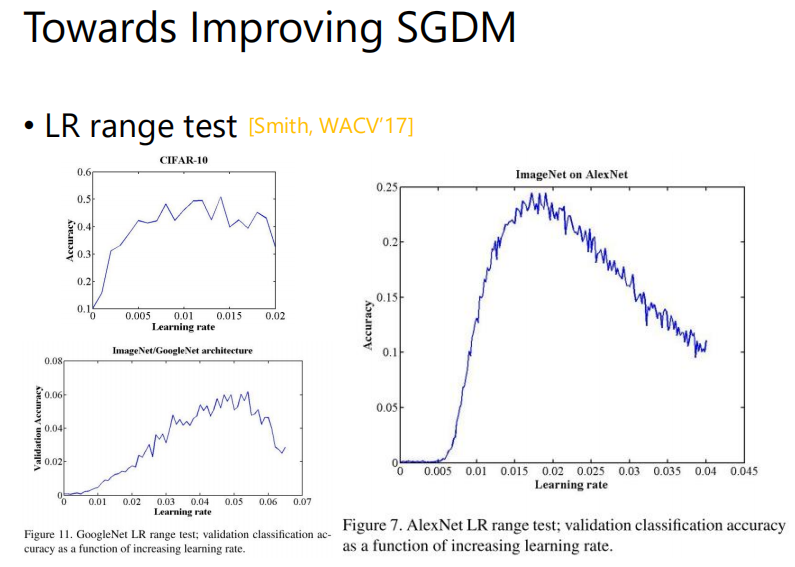 Towards Improving SGDM
• LR range test [Smith, WACV'17]
CIFAR-10
0.6
0.5
0.4
0.3
0.2
0.1
Accuracy
0 0.005 0.01 0.015 0.02
Learning rate
ImageNet/GoogleNet architecture
0.08
0.06
0.04
0.02
0
Validation Accuracy
0 0.01 0.02 0.03 0.04 0.05 0.06 0.07
Learning rate
Figure 11. GoogleNet LR range test; validation classification ac-
curacy as a function of increasing learning rate.
ImageNet on AlexNet
0.25
0.2
0.15
0.1
0.05
0
Accuracy
0 0.005 0.01 0.015 0.02 0.025 0.03 0.035 0.04 0.045
Learning rate
Figure 7. AlexNet LR range test; validation classification accuracy
as a function of increasing learning rate.